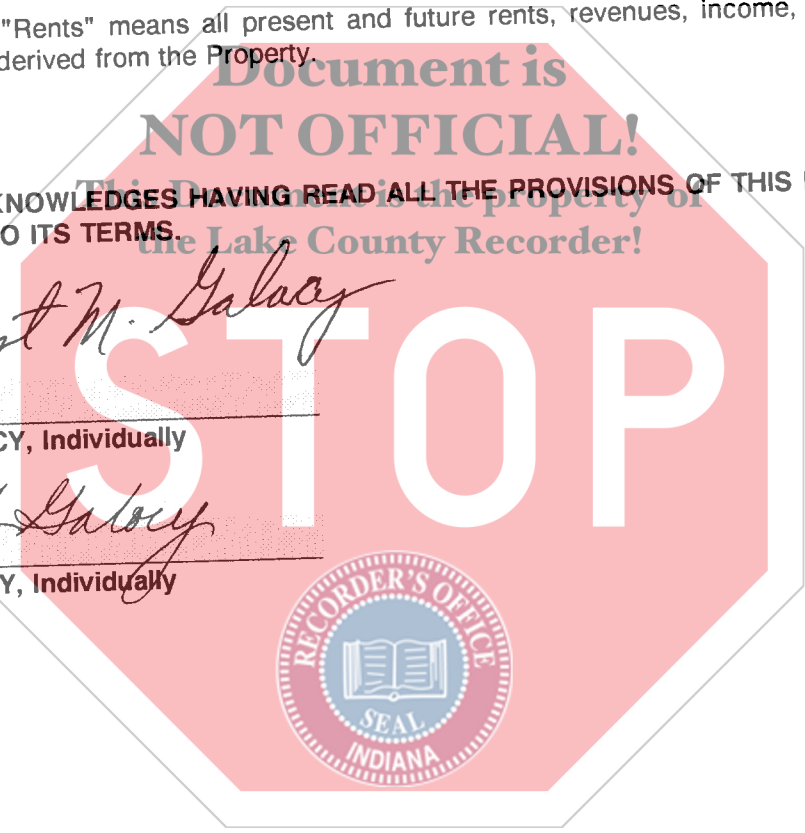 "Rents" means all present and future rents, revenues, income,
derived from the Property.
Document is
NOT OFFICIAL!
KNOWLEDGES HAVING READ ALL THE PROVISIONS OF THIS
This Document is the property of
O ITS TERMS.
the Lake County Recorder!
M. Galocy
STOP
CY, Individually
Galocy
Y, Individually
RECORDER'S OFFICE
SEAL
INDIANA